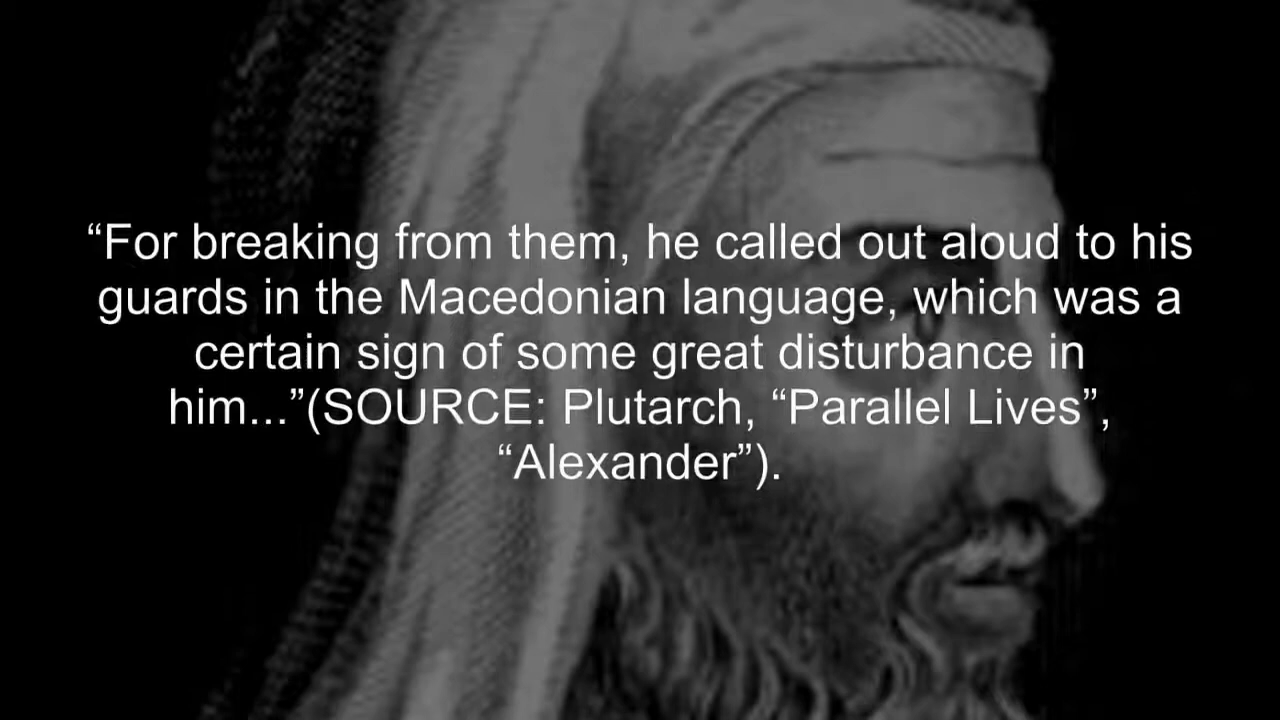 “For breaking from them, he called out aloud to his
guards in the Macedonian language, which was a
certain sign of some great disturbance in
him...”(SOURCE: Plutarch, “Parallel Lives”,
“Alexander”).